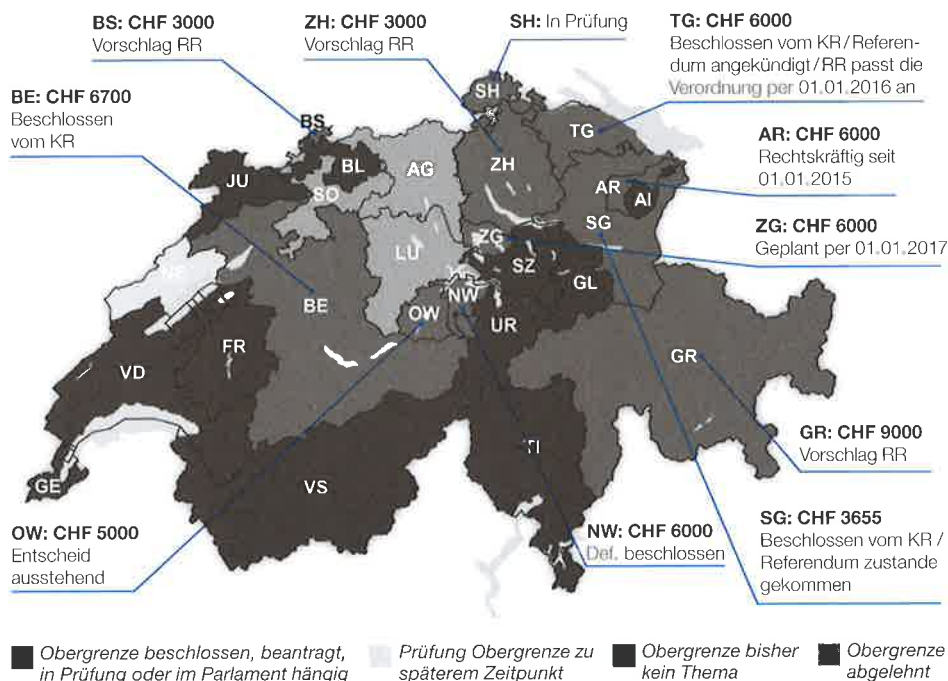 BS: CHF 3000
Vorschlag RR
ZH: CHF 3000
Vorschlag RR
SH: In Prüfung
TG: CHF 6000
Beschlossen vom KR/Referen-
dum angekündigt/RR passt die
Verordnung per 01.01.2016 an
BE: CHF 6700
Beschlossen
vom KR
AR: CHF 6000
Rechtskräftig seit
01.01.2015
ZG: CHF 6000
Geplant per 01.01.2017
GR: CHF 9000
Vorschlag RR
SG: CHF 3655
Beschlossen vom KR /
Referendum zustande
gekommen
NW: CHF 6000
Def. beschlossen
OW: CHF 5000
Entscheid
ausstehend
SH
BS
TG
BL
AG
ZH
JU
SO
AR
AI
SG
LU
ZG
SZ
GL
NE
BE
OW
NW
UR
FR
VD
GR
GE
VS
TI
Obergrenze beschlossen, beantragt,
in Prüfung oder im Parlament hängig
Prüfung Obergrenze zu
späterem Zeitpunkt
Obergrenze bisher
kein Thema
Obergrenze
abgelehnt